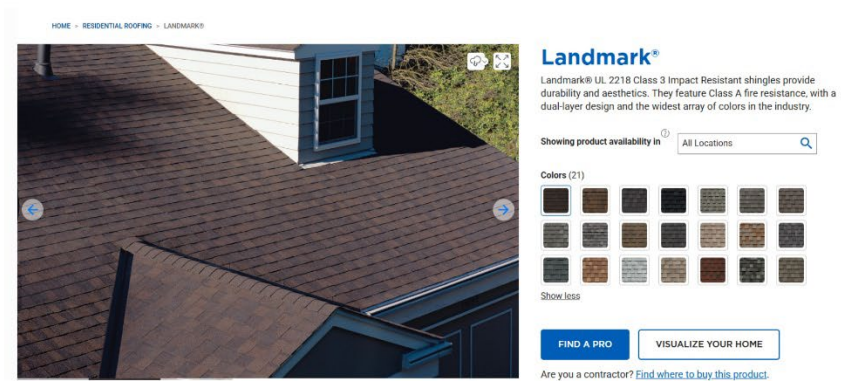 HOME » RESIDENTIAL ROOFING » LANDMARK®
Landmark®
Landmark® UL 2218 Class 3 Impact Resistant shingles provide
durability and aesthetics. They feature Class A fire resistance, with a
dual-layer design and the widest array of colors in the industry.
Showing product availability in
All Locations
Colors (21)
Show less
FIND A PRO
VISUALIZE YOUR HOME
Are you a contractor? Find where to buy this product.